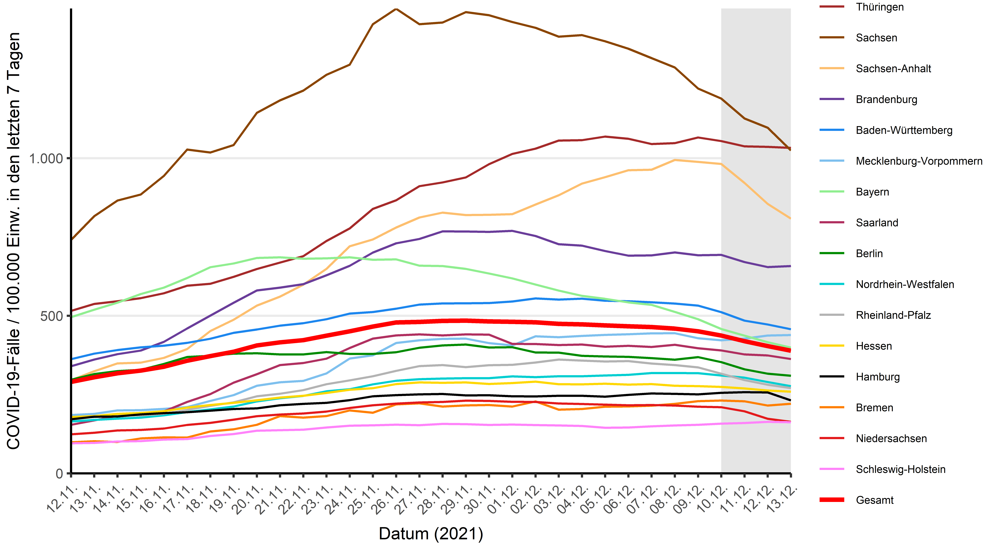 COVID-19-Fälle / 100.000 Einw. in den letzten 7 Tagen
1.000
500
0
12.11.
13.11.
14.11.
15.11.
16.11.
17.11.
18.11.
19.11.
20.11.
21.11.
22.11.
23.11.
24.11.
25.11.
26.11.
27.11.
28.11.
29.11.
30.11.
01.12.
02.12.
03.12.
04.12.
05.12.
06.12.
07.12.
08.12.
09.12.
10.12.
11.12.
12.12.
13.12.
Datum (2021)
Thüringen
Sachsen
Sachsen-Anhalt
Brandenburg
Baden-Württemberg
Mecklenburg-Vorpommern
Bayern
Saarland
Berlin
Nordrhein-Westfalen
Rheinland-Pfalz
Hessen
Hamburg
Bremen
Niedersachsen
Schleswig-Holstein
Gesamt